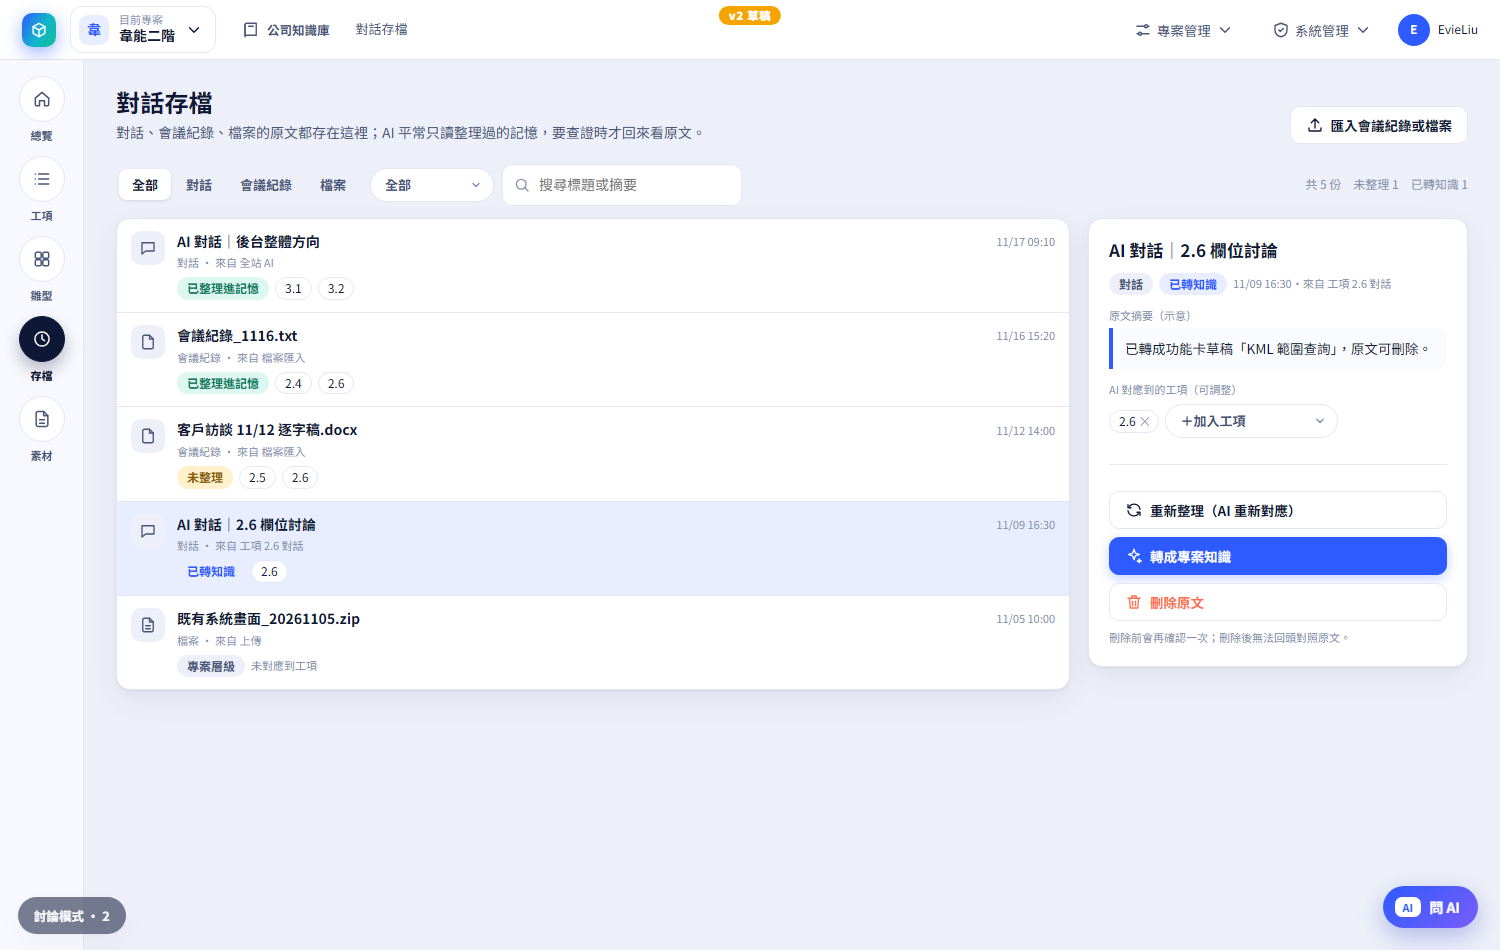 韋
目前專案
韋能二階
公司知識庫
對話存檔
v2 草稿
專案管理
系統管理
E
EvieLiu
總覽
工項
雛型
存檔
素材
對話存檔
對話、會議紀錄、檔案的原文都存在這裡；AI 平常只讀整理過的記憶，要查證時才回來看原文。
匯入會議紀錄或檔案
全部
對話
會議紀錄
檔案
全部
搜尋標題或摘要
共 5 份 未整理 1 已轉知識 1
AI 對話｜後台整體方向
11/17 09:10
對話 · 來自 全站 AI
已整理進記憶 3.1 3.2
會議紀錄_1116.txt
11/16 15:20
會議紀錄 · 來自 檔案匯入
已整理進記憶 2.4 2.6
客戶訪談 11/12 逐字稿.docx
11/12 14:00
會議紀錄 · 來自 檔案匯入
未整理 2.5 2.6
AI 對話｜2.6 欄位討論
11/09 16:30
對話 · 來自 工項 2.6 對話
已轉知識 2.6
既有系統畫面_20261105.zip
11/05 10:00
檔案 · 來自 上傳
專案層級 未對應到工項
AI 對話｜2.6 欄位討論
對話 已轉知識 11/09 16:30 · 來自 工項 2.6 對話
原文摘要（示意）
已轉成功能卡草稿「KML 範圍查詢」，原文可刪除。
AI 對應到的工項（可調整）
2.6 ×
＋加入工項
重新整理（AI 重新對應）
轉成專案知識
刪除原文
刪除前會再確認一次；刪除後無法回頭對照原文。
討論模式 · 2
AI 問 AI